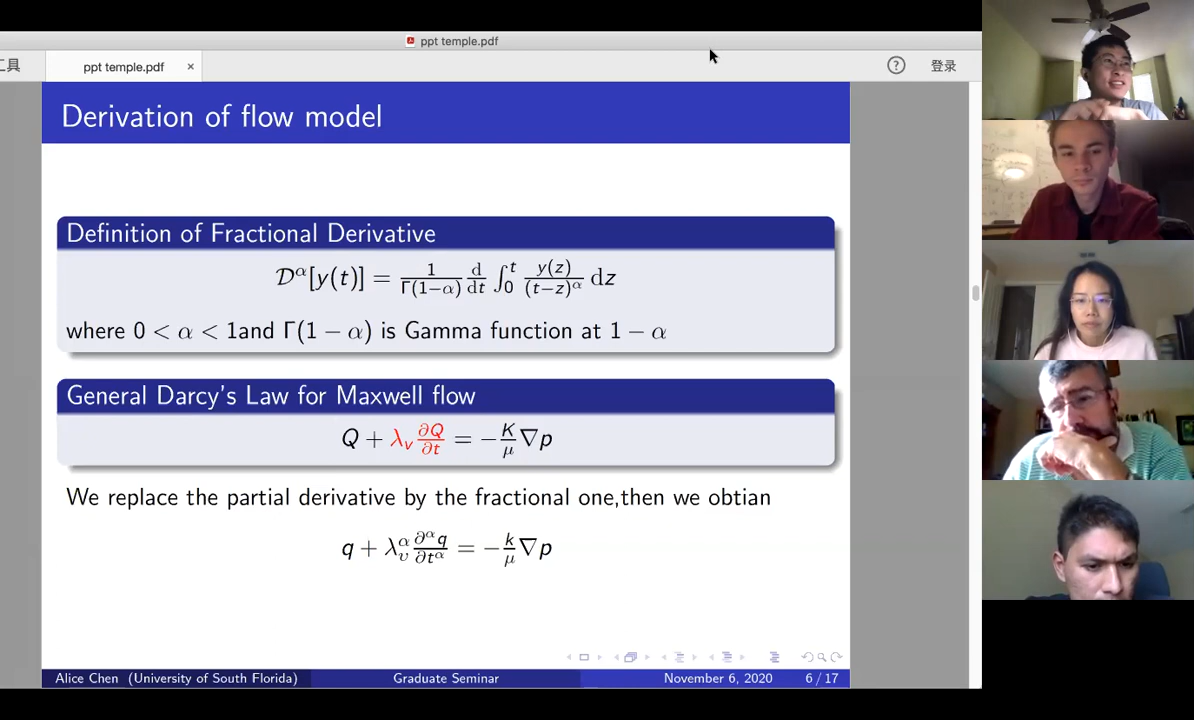 ppt temple.pdf
工具
ppt temple.pdf ×
? 登录
Derivation of flow model
Definition of Fractional Derivative
𝒟^α[y(t)] = 1/Γ(1−α) d/dt ∫₀ᵗ y(z)/(t−z)^α dz
where 0 < α < 1and Γ(1 − α) is Gamma function at 1 − α
General Darcy's Law for Maxwell flow
Q + λ_v ∂Q/∂t = −K/μ ∇p
We replace the partial derivative by the fractional one,then we obtian
q + λ_υ^α ∂^α q/∂t^α = −k/μ ∇p
Alice Chen (University of South Florida) Graduate Seminar November 6, 2020 6 / 17